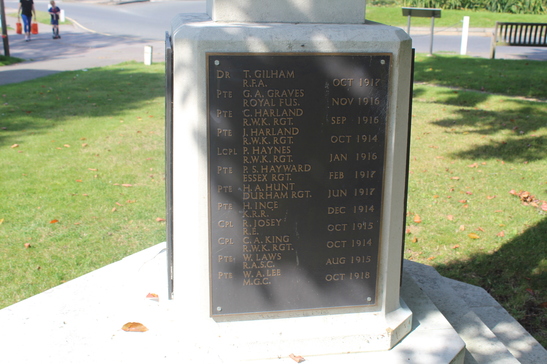 DR. T. GILHAM
R.F.A. OCT 1917
PTE G. A. GRAVES
ROYAL FUS. NOV 1916
PTE C. HARLAND
R.W.K. RGT. SEP 1916
PTE J. HARLAND
R.W.K. RGT. OCT 1914
LCPL P. HAYNES
R.W.K. RGT. JAN 1916
PTE P. S. HAYWARD
ESSEX RGT. FEB
PTE H. A. HUNT
DURHAM RGT. JUN
PTE H. INCE
K.R.R. DEC 1914
CPL R. JOSEY
R.E. OCT 1915
CPL C. A. KING
R.W.K. RGT. OCT 1914
PTE W. LAWS
R.A.S.C. AUG 1915
PTE W. A. LEE
M.G.C. OCT 1918